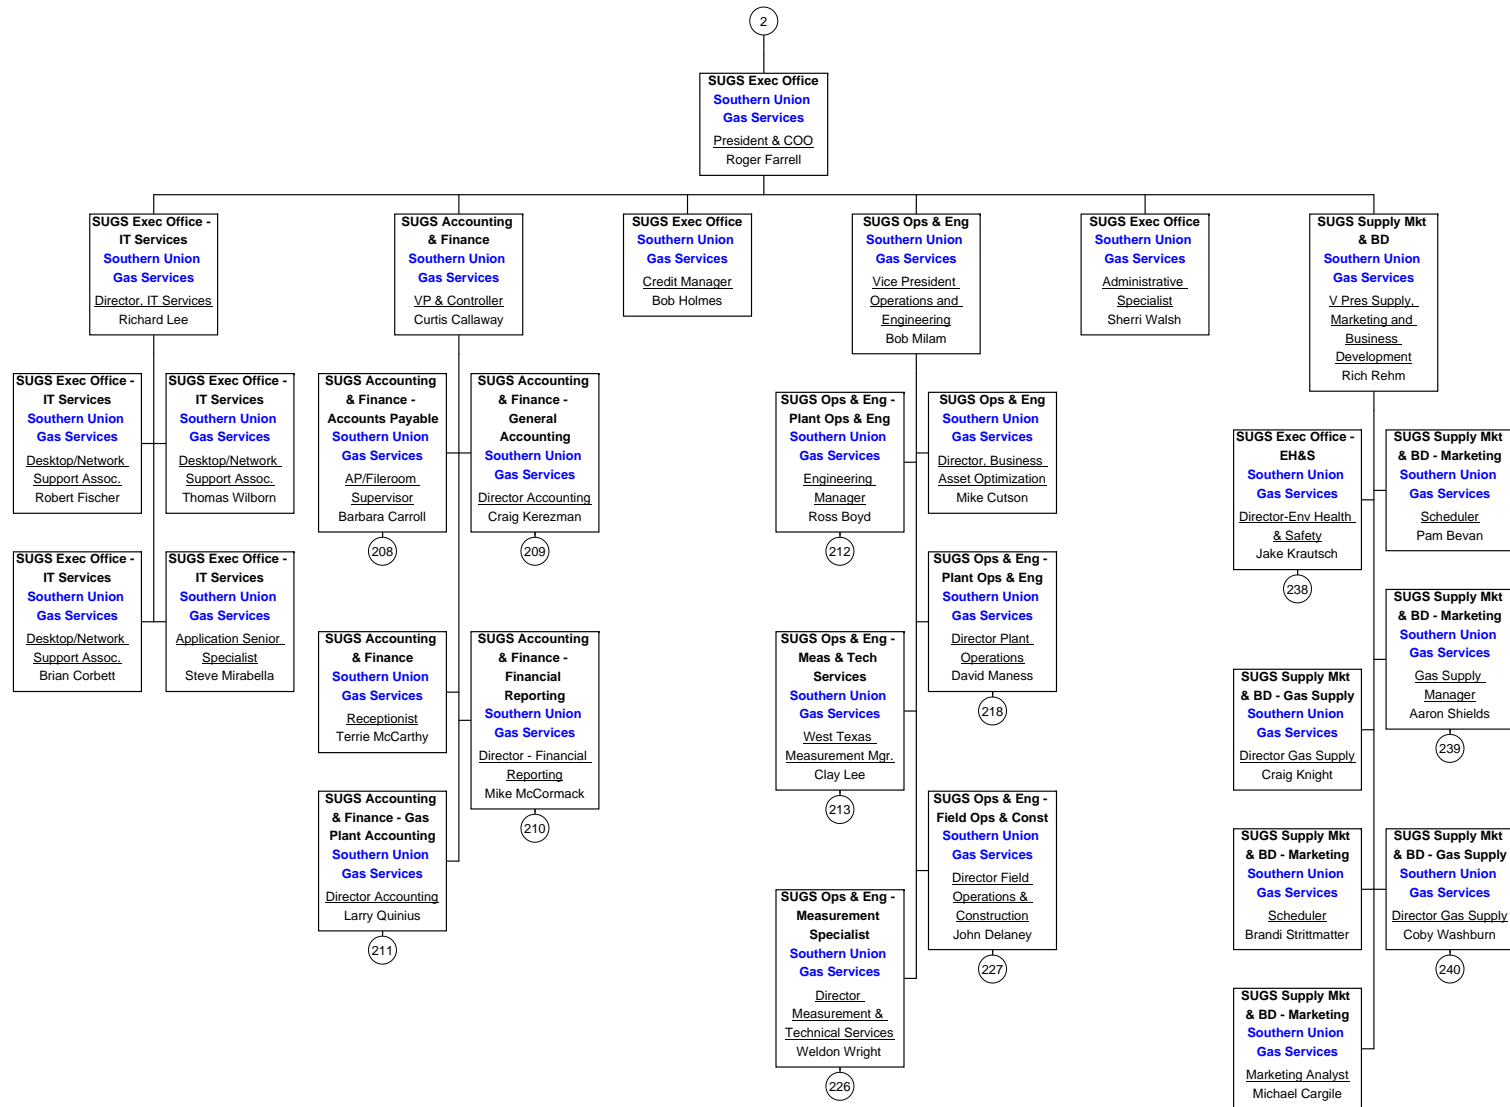 2
SUGS Exec Office
Southern Union
Gas Services
President & COO
Roger Farrell
SUGS Exec Office -
IT Services
Southern Union
Gas Services
Director, IT Services
Richard Lee
SUGS Accounting
& Finance
Southern Union
Gas Services
VP & Controller
Curtis Callaway
SUGS Exec Office
Southern Union
Gas Services
Credit Manager
Bob Holmes
SUGS Ops & Eng
Southern Union
Gas Services
Vice President
Operations and
Engineering
Bob Milam
SUGS Exec Office
Southern Union
Gas Services
Administrative
Specialist
Sherri Walsh
SUGS Supply Mkt
& BD
Southern Union
Gas Services
V Pres Supply,
Marketing and
Business
Development
Rich Rehm
SUGS Exec Office -
IT Services
Southern Union
Gas Services
Desktop/Network
Support Assoc.
Robert Fischer
SUGS Exec Office -
IT Services
Southern Union
Gas Services
Desktop/Network
Support Assoc.
Thomas Wilborn
SUGS Exec Office -
IT Services
Southern Union
Gas Services
Desktop/Network
Support Assoc.
Brian Corbett
SUGS Exec Office -
IT Services
Southern Union
Gas Services
Application Senior
Specialist
Steve Mirabella
SUGS Accounting
& Finance -
Accounts Payable
Southern Union
Gas Services
AP/Fileroom
Supervisor
Barbara Carroll
208
SUGS Accounting
& Finance -
General
Accounting
Southern Union
Gas Services
Director Accounting
Craig Kerezman
209
SUGS Accounting
& Finance
Southern Union
Gas Services
Receptionist
Terrie McCarthy
SUGS Accounting
& Finance -
Financial
Reporting
Southern Union
Gas Services
Director - Financial
Reporting
Mike McCormack
210
SUGS Accounting
& Finance - Gas
Plant Accounting
Southern Union
Gas Services
Director Accounting
Larry Quinius
211
SUGS Ops & Eng -
Plant Ops & Eng
Southern Union
Gas Services
Engineering
Manager
Ross Boyd
212
SUGS Ops & Eng
Southern Union
Gas Services
Director, Business
Asset Optimization
Mike Cutson
SUGS Ops & Eng -
Plant Ops & Eng
Southern Union
Gas Services
Director Plant
Operations
David Maness
218
SUGS Ops & Eng -
Meas & Tech
Services
Southern Union
Gas Services
West Texas
Measurement Mgr.
Clay Lee
213
SUGS Ops & Eng -
Field Ops & Const
Southern Union
Gas Services
Director Field
Operations &
Construction
John Delaney
227
SUGS Ops & Eng -
Measurement
Specialist
Southern Union
Gas Services
Director
Measurement &
Technical Services
Weldon Wright
226
SUGS Exec Office -
EH&S
Southern Union
Gas Services
Director-Env Health
& Safety
Jake Krautsch
238
SUGS Supply Mkt
& BD - Marketing
Southern Union
Gas Services
Scheduler
Pam Bevan
SUGS Supply Mkt
& BD - Marketing
Southern Union
Gas Services
Gas Supply
Manager
Aaron Shields
239
SUGS Supply Mkt
& BD - Gas Supply
Southern Union
Gas Services
Director Gas Supply
Craig Knight
SUGS Supply Mkt
& BD - Marketing
Southern Union
Gas Services
Scheduler
Brandi Strittmatter
SUGS Supply Mkt
& BD - Gas Supply
Southern Union
Gas Services
Director Gas Supply
Coby Washburn
240
SUGS Supply Mkt
& BD - Marketing
Southern Union
Gas Services
Marketing Analyst
Michael Cargile